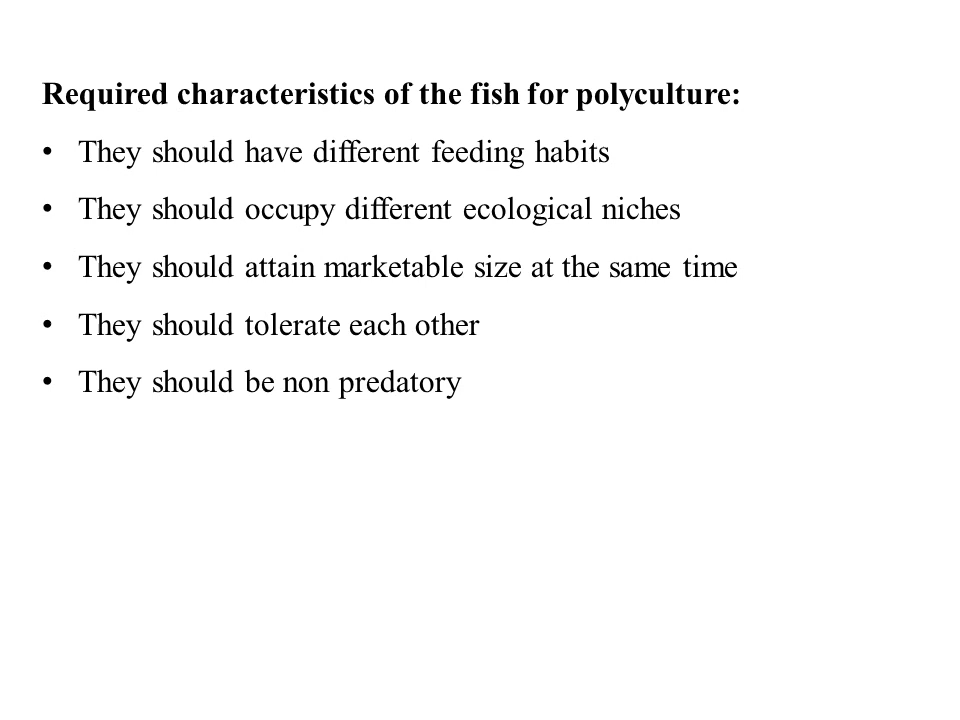 Required characteristics of the fish for polyculture:
• They should have different feeding habits
• They should occupy different ecological niches
• They should attain marketable size at the same time
• They should tolerate each other
• They should be non predatory